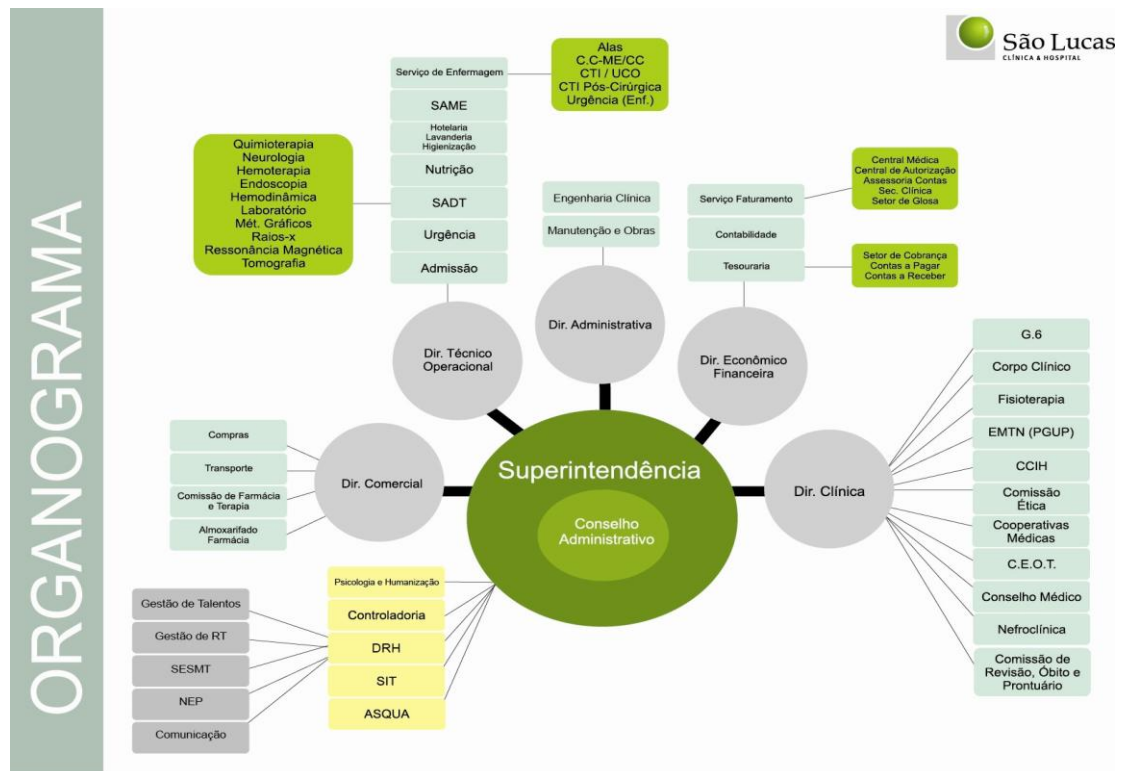 ORGANOGRAMA
São Lucas
CLÍNICA & HOSPITAL
Serviço de Enfermagem
SAME
Hotelaria
Lavanderia
Higienização
Nutrição
SADT
Urgência
Admissão
Alas
C.C-ME/CC
CTI / UCO
CTI Pós-Cirúrgica
Urgência (Enf.)
Quimioterapia
Neurologia
Hemoterapia
Endoscopia
Hemodinâmica
Laboratório
Mét. Gráficos
Raios-x
Ressonância Magnética
Tomografia
Engenharia Clínica
Manutenção e Obras
Serviço Faturamento
Contabilidade
Tesouraria
Central Médica
Central de Autorização
Assessoria Contas
Sec. Clínica
Setor de Glosa
Setor de Cobrança
Contas a Pagar
Contas a Receber
Dir. Técnico
Operacional
Dir. Administrativa
Dir. Econômico
Financeira
Dir. Comercial
Dir. Clínica
Superintendência
Conselho
Administrativo
Compras
Transporte
Comissão de Farmácia
e Terapia
Almoxarifado
Farmácia
G.6
Corpo Clínico
Fisioterapia
EMTN (PGUP)
CCIH
Comissão
Ética
Cooperativas
Médicas
C.E.O.T.
Conselho Médico
Nefroclínica
Comissão de
Revisão, Óbito e
Prontuário
Psicologia e Humanização
Controladoria
DRH
SIT
ASQUA
Gestão de Talentos
Gestão de RT
SESMT
NEP
Comunicação